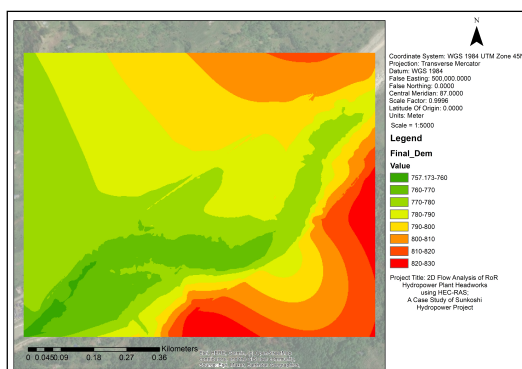 N
Coordinate System: WGS 1984 UTM Zone 45N
Projection: Transverse Mercator
Datum: WGS 1984
False Easting: 500,000.0000
False Northing: 0.0000
Central Meridian: 87.0000
Scale Factor: 0.9996
Latitude Of Origin: 0.0000
Units: Meter
Scale = 1:5000
Legend
Final_Dem
Value
757.173-760
760-770
770-780
780-790
790-800
800-810
810-820
820-830
Project Title: 2D Flow Analysis of RoR
Hydropower Plant Headworks
using HEC-RAS;
A Case Study of Sunkoshi
Hydropower Project
Kilometers
0 0.045 0.09 0.18 0.27 0.36